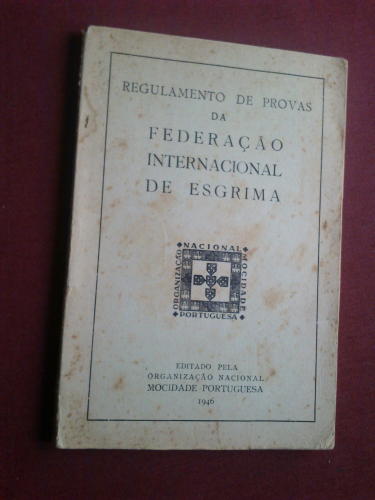 REGULAMENTO DE PROVAS
DA
FEDERAÇÃO
INTERNACIONAL
DE ESGRIMA
ORGANIZAÇÃO
NACIONAL
MOCIDADE
PORTUGUESA
EDITADO PELA
ORGANIZAÇÃO NACIONAL
MOCIDADE PORTUGUESA
1946